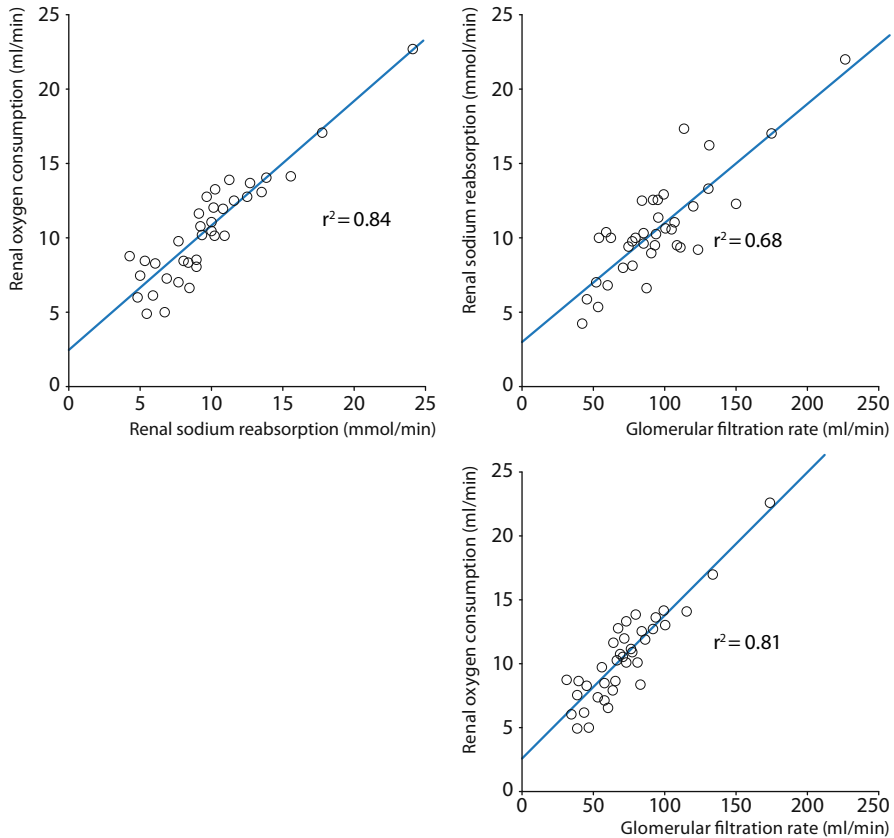 Renal oxygen consumption (ml/min)
25
20
15
10
5
0
r² = 0.84
0 5 10 15 20 25
Renal sodium reabsorption (mmol/min)
Renal sodium reabsorption (mmol/min)
25
20
15
10
5
0
r² = 0.68
0 50 100 150 200 250
Glomerular filtration rate (ml/min)
Renal oxygen consumption (ml/min)
25
20
15
10
5
0
r² = 0.81
0 50 100 150 200 250
Glomerular filtration rate (ml/min)